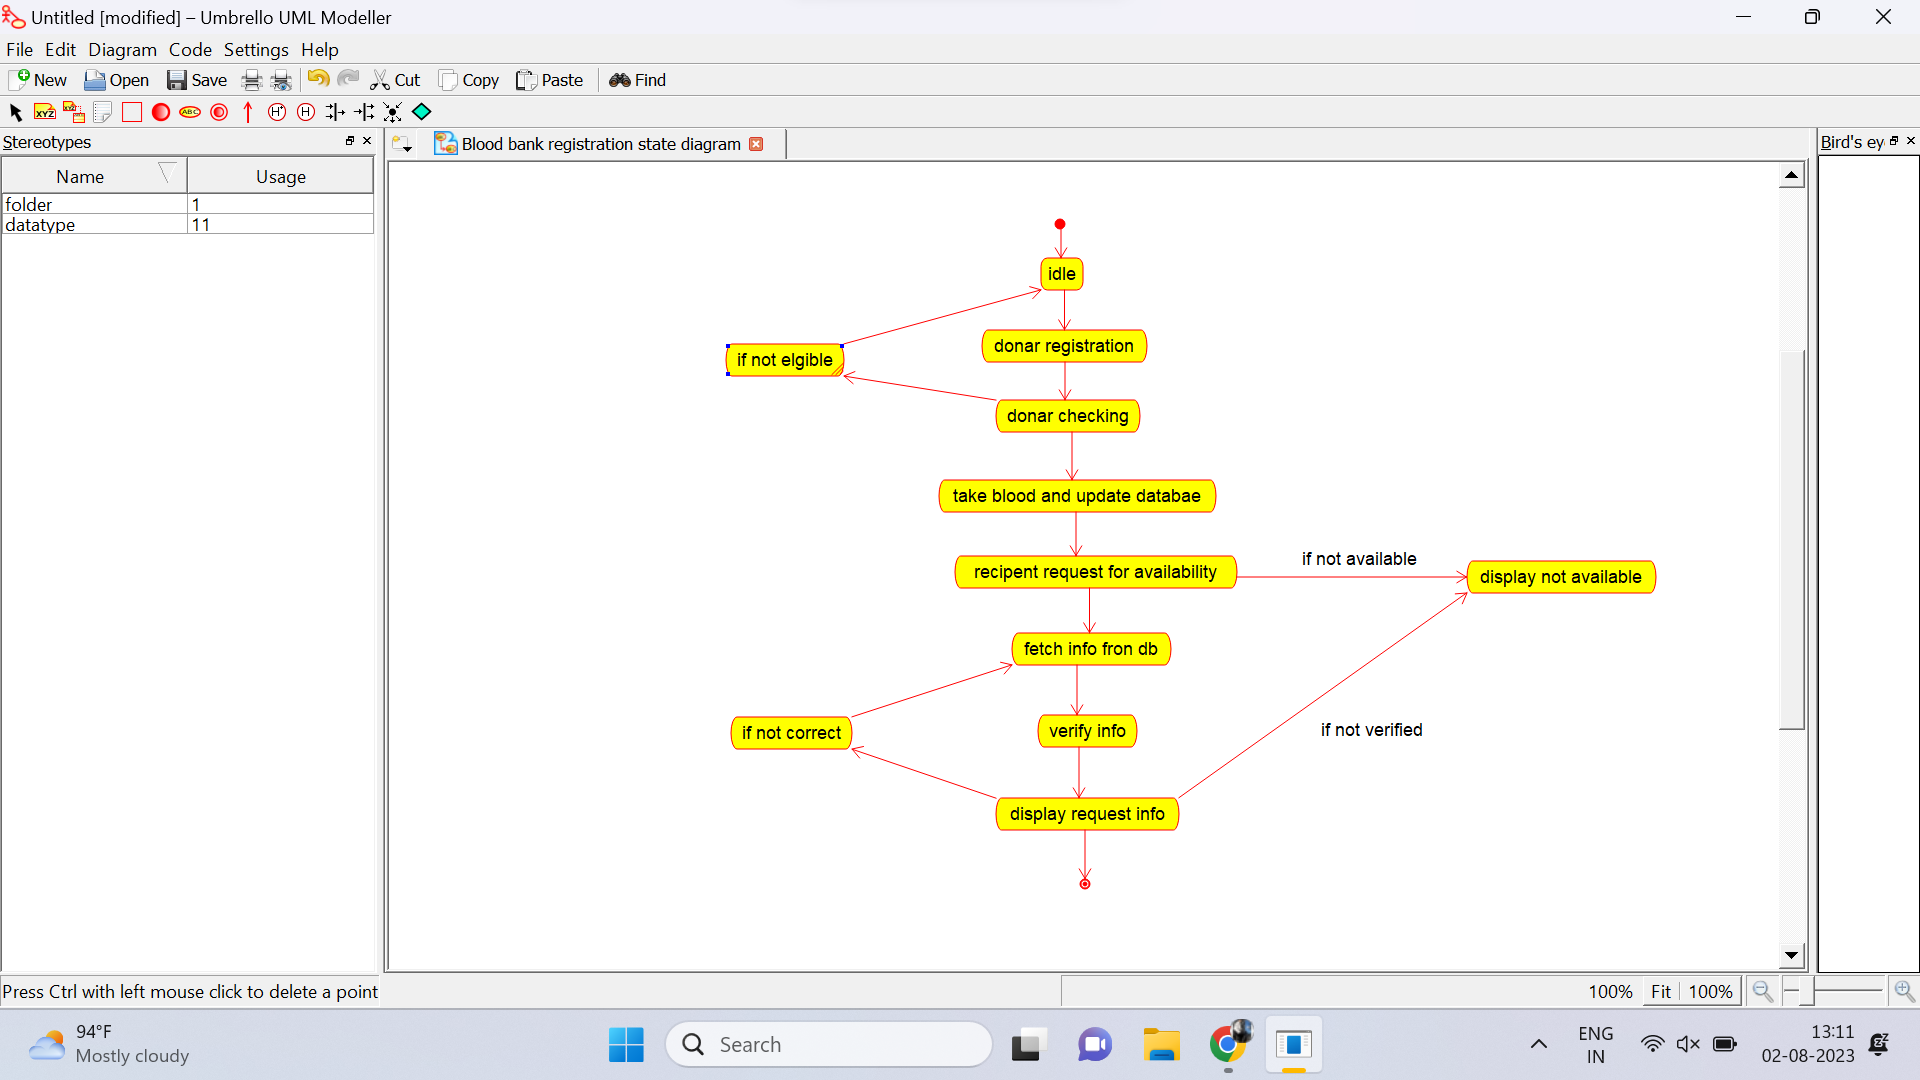 Untitled [modified] – Umbrello UML Modeller
File Edit Diagram Code Settings Help
New Open Save Cut Copy Paste Find
XYZ XYZ ABC H* H
Stereotypes
Blood bank registration state diagram
Bird's ey
Name Usage
folder 1
datatype 11
idle
donar registration
if not elgible
donar checking
take blood and update databae
if not available
recipent request for availability
display not available
fetch info fron db
if not verified
verify info
if not correct
display request info
Press Ctrl with left mouse click to delete a point
100% Fit 100%
94°F
Mostly cloudy
Search
ENG
IN
13:11
02-08-2023